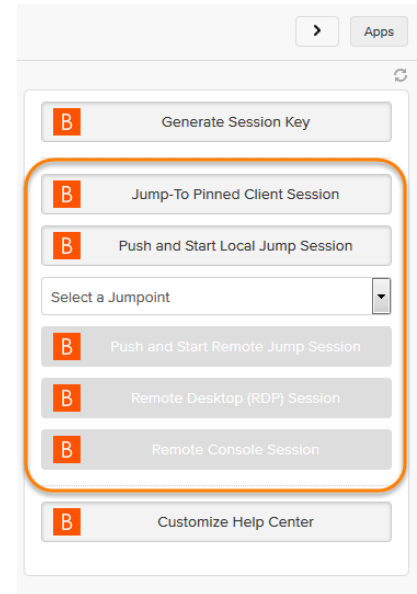 Apps
B Generate Session Key
B Jump-To Pinned Client Session
B Push and Start Local Jump Session
Select a Jumpoint
B Push and Start Remote Jump Session
B Remote Desktop (RDP) Session
B Remote Console Session
B Customize Help Center